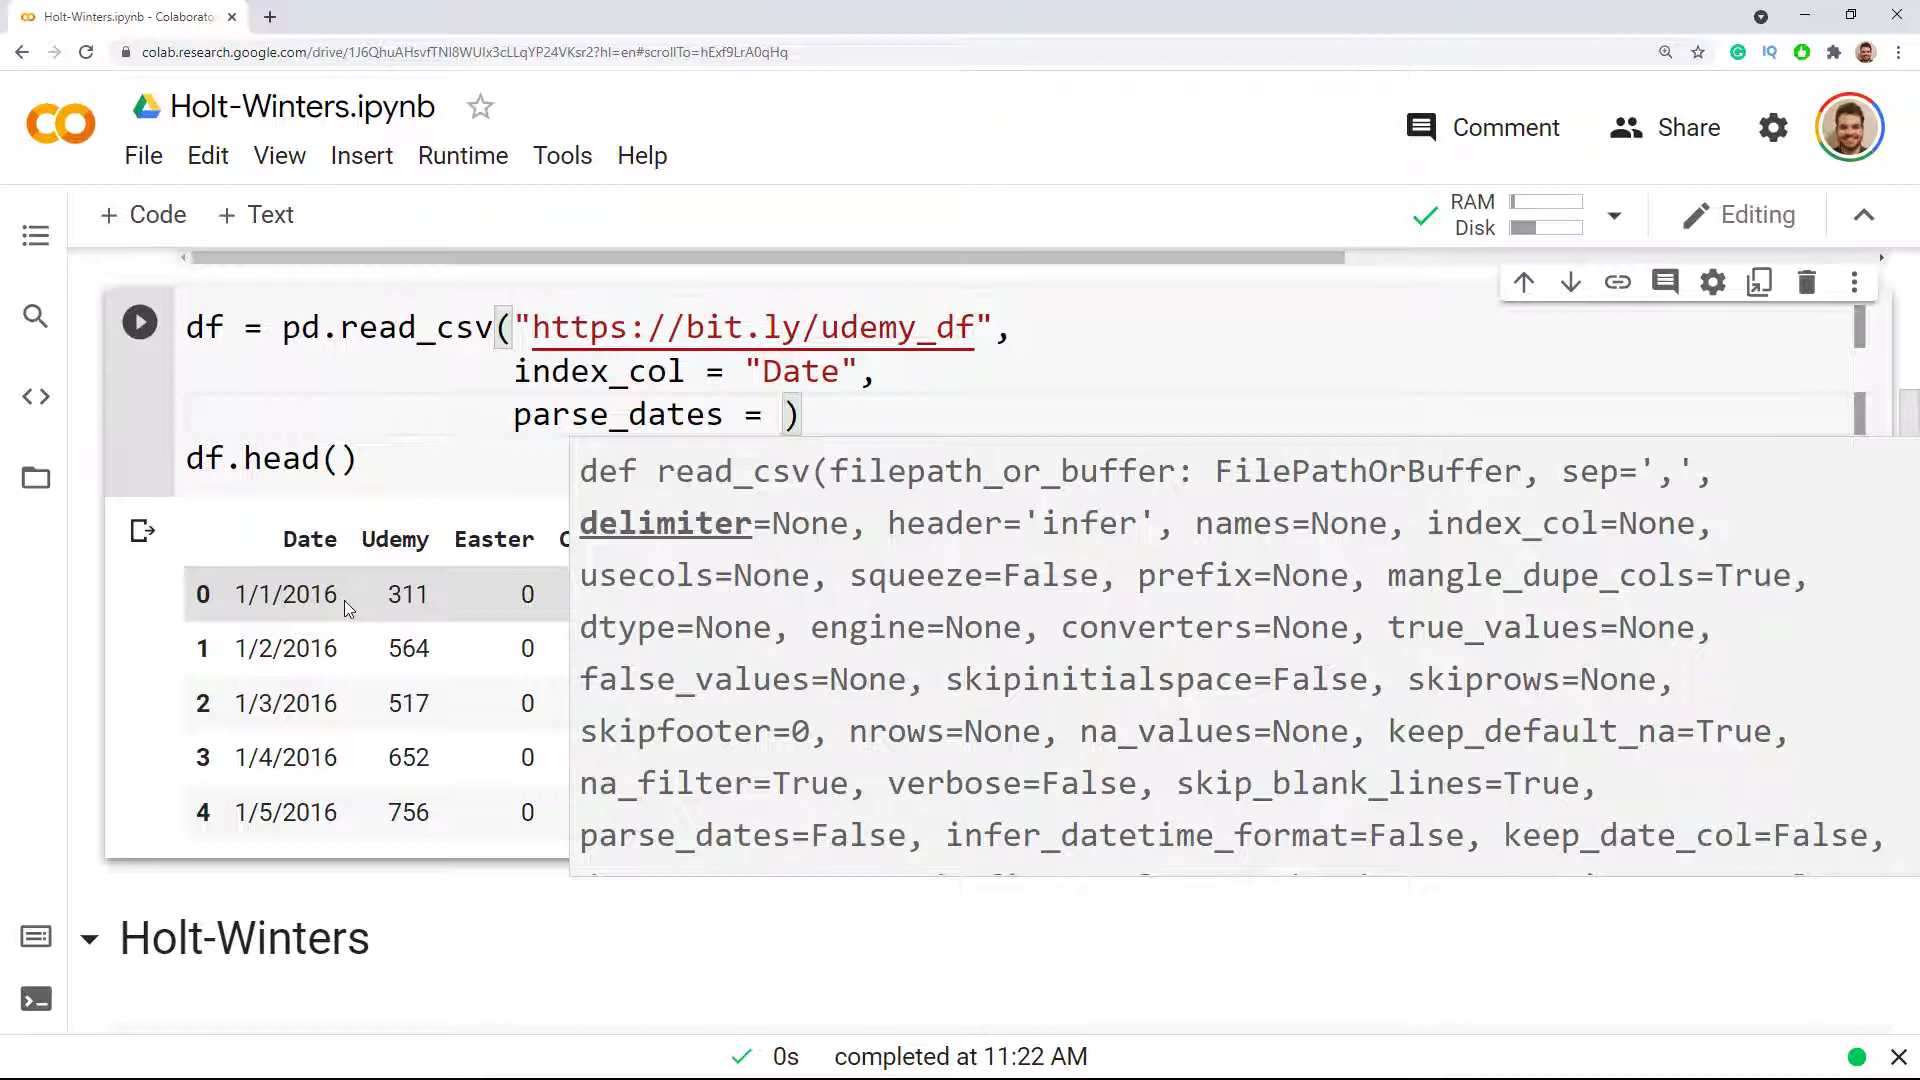 Holt-Winters.ipynb - Colaborato
colab.research.google.com/drive/1J6QhuAHsvfTNI8WUIx3cLLqYP24VKsr2?hl=en#scrollTo=hExf9LrA0qHq
Holt-Winters.ipynb
Comment
Share
File Edit View Insert Runtime Tools Help
+ Code + Text
RAM
Disk
Editing
df = pd.read_csv("https://bit.ly/udemy_df",
index_col = "Date",
parse_dates = )
df.head()
def read_csv(filepath_or_buffer: FilePathOrBuffer, sep=',',
delimiter=None, header='infer', names=None, index_col=None,
usecols=None, squeeze=False, prefix=None, mangle_dupe_cols=True,
dtype=None, engine=None, converters=None, true_values=None,
false_values=None, skipinitialspace=False, skiprows=None,
skipfooter=0, nrows=None, na_values=None, keep_default_na=True,
na_filter=True, verbose=False, skip_blank_lines=True,
parse_dates=False, infer_datetime_format=False, keep_date_col=False,
Date Udemy Easter
0 1/1/2016 311 0
1 1/2/2016 564 0
2 1/3/2016 517 0
3 1/4/2016 652 0
4 1/5/2016 756 0
Holt-Winters
0s completed at 11:22 AM